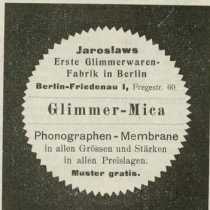 Jaroslaws
Erste Glimmerwaren-
Fabrik in Berlin
Berlin-Friedenau I, Fregestr. 60.
Glimmer-Mica
Phonographen-Membrane
in allen Grössen und Stärken
in allen Preislagen.
Muster gratis.